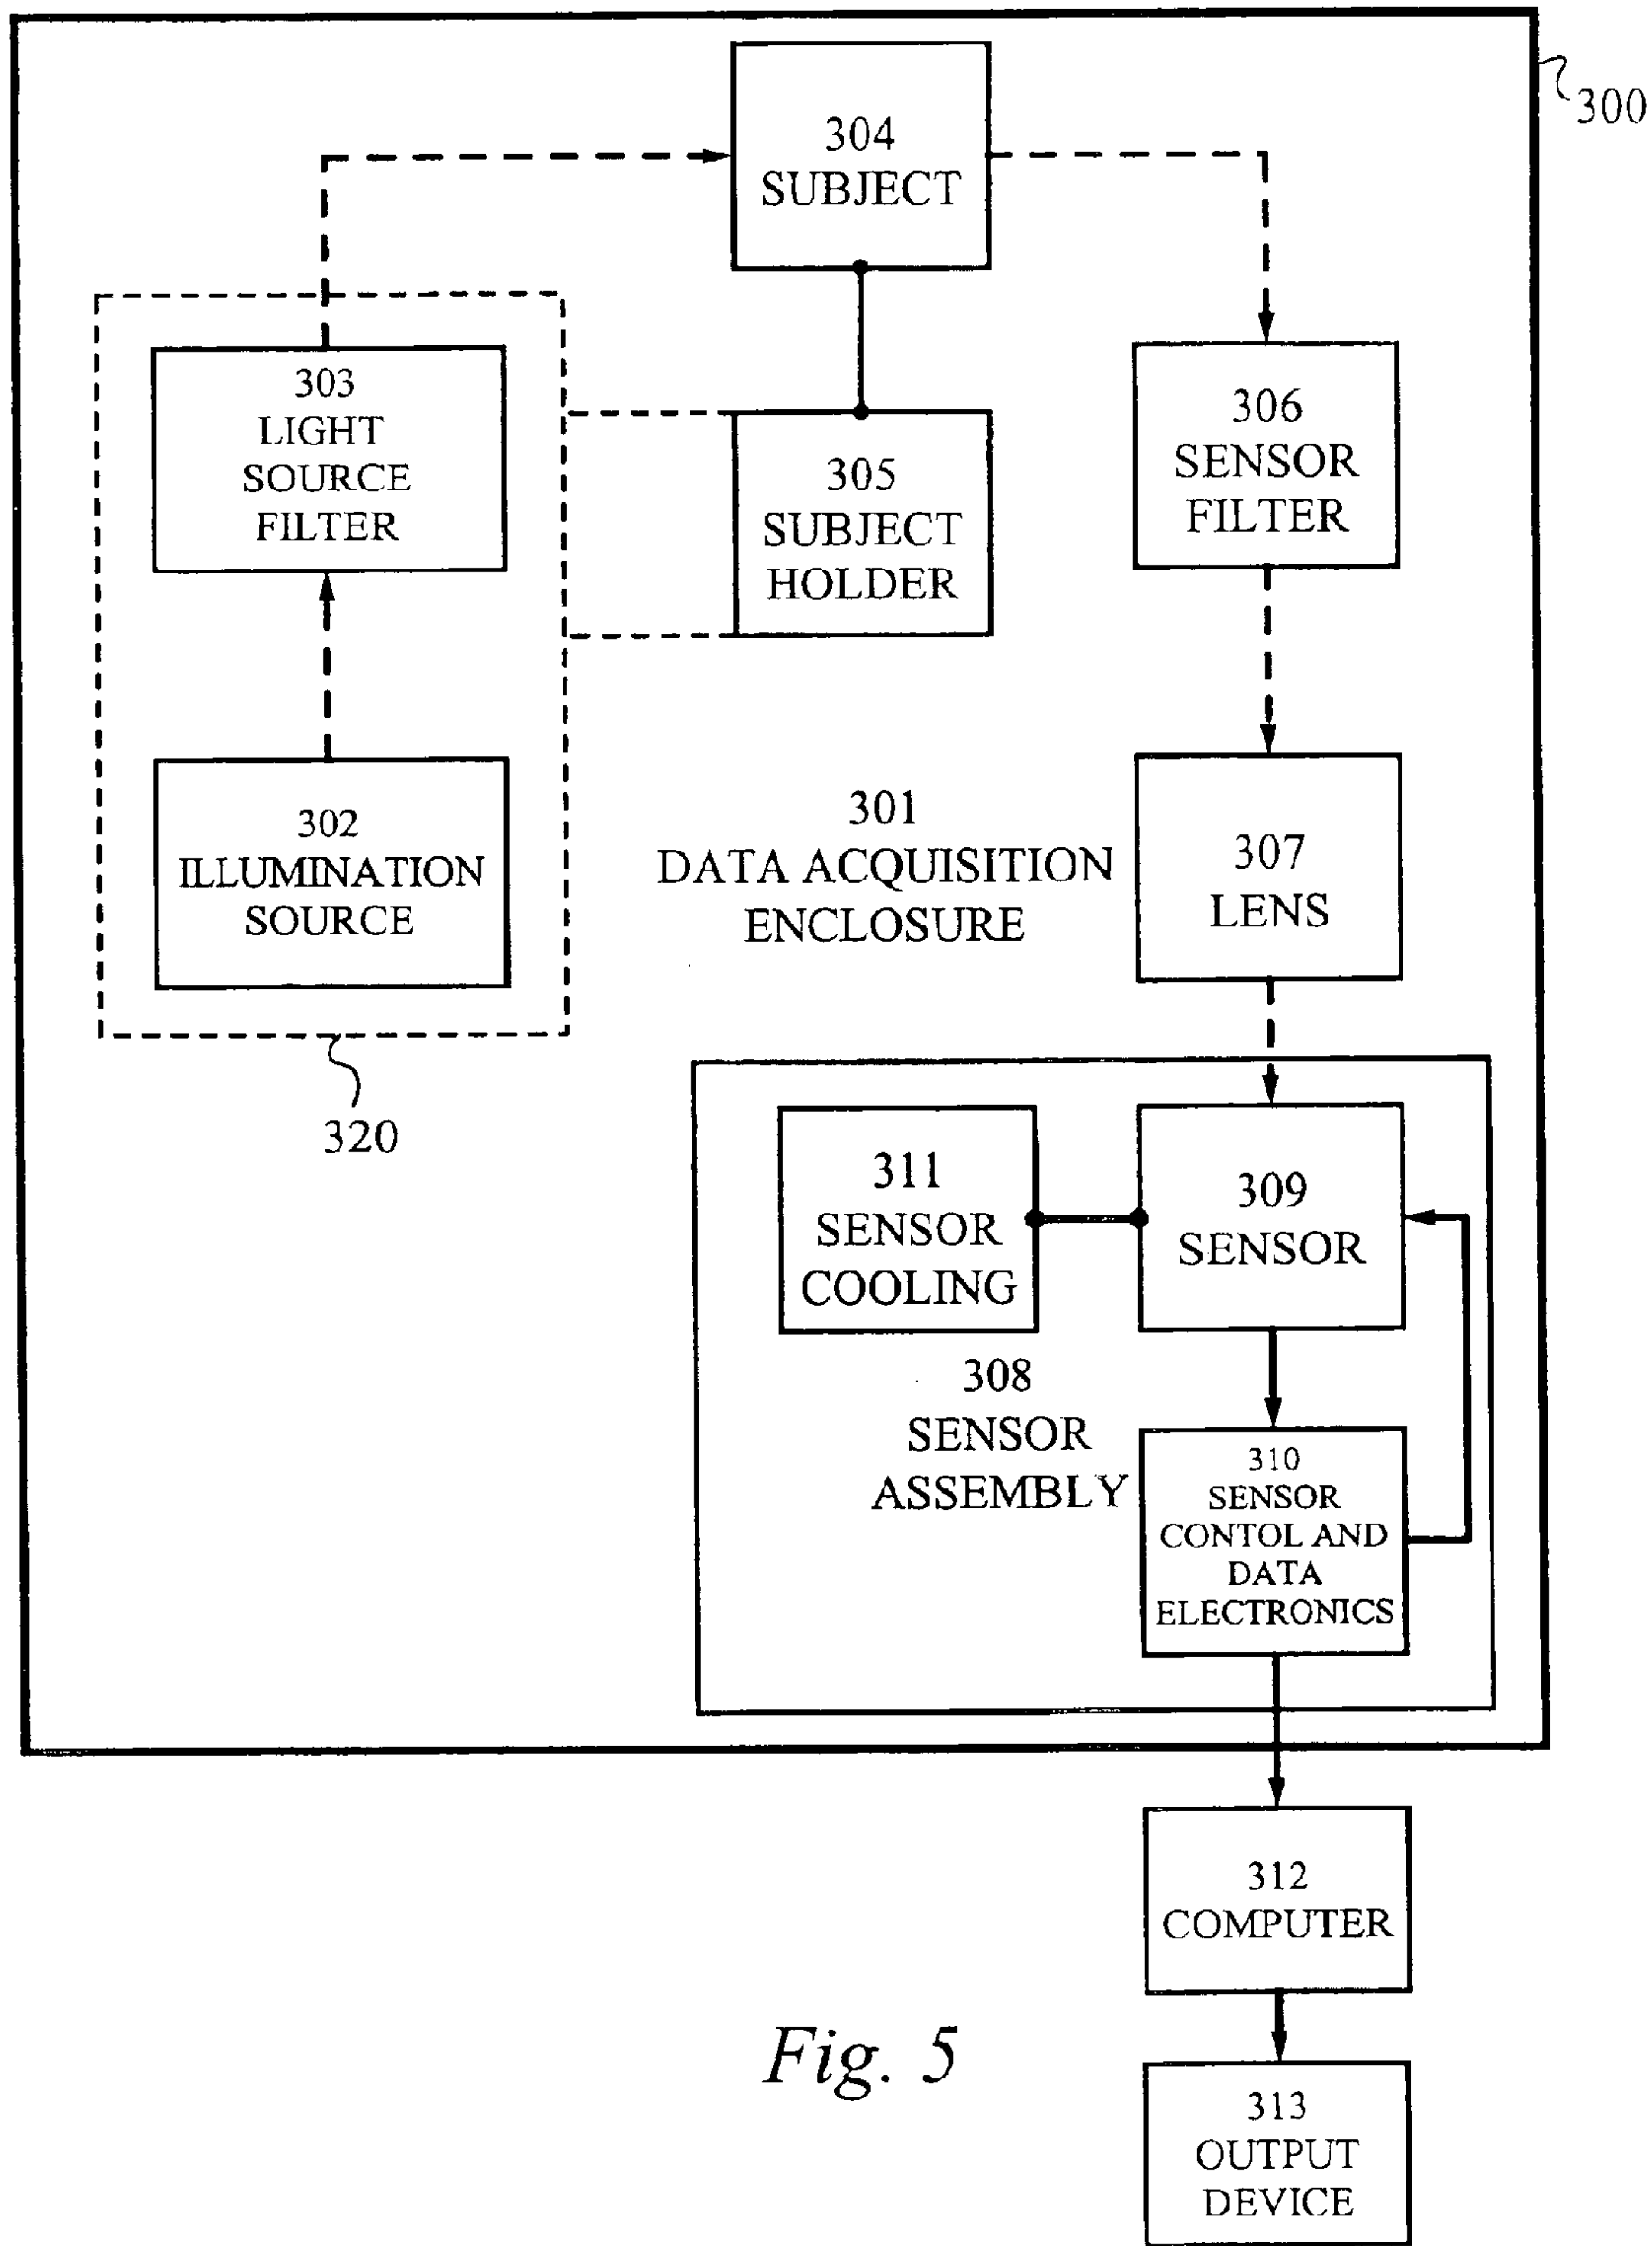 300
304
SUBJECT
303
LIGHT
SOURCE
FILTER
305
SUBJECT
HOLDER
306
SENSOR
FILTER
302
ILLUMINATION
SOURCE
301
DATA ACQUISITION
ENCLOSURE
307
LENS
320
311
SENSOR
COOLING
309
SENSOR
308
SENSOR
ASSEMBLY
310
SENSOR
CONTOL AND
DATA
ELECTRONICS
312
COMPUTER
Fig. 5
313
OUTPUT
DEVICE